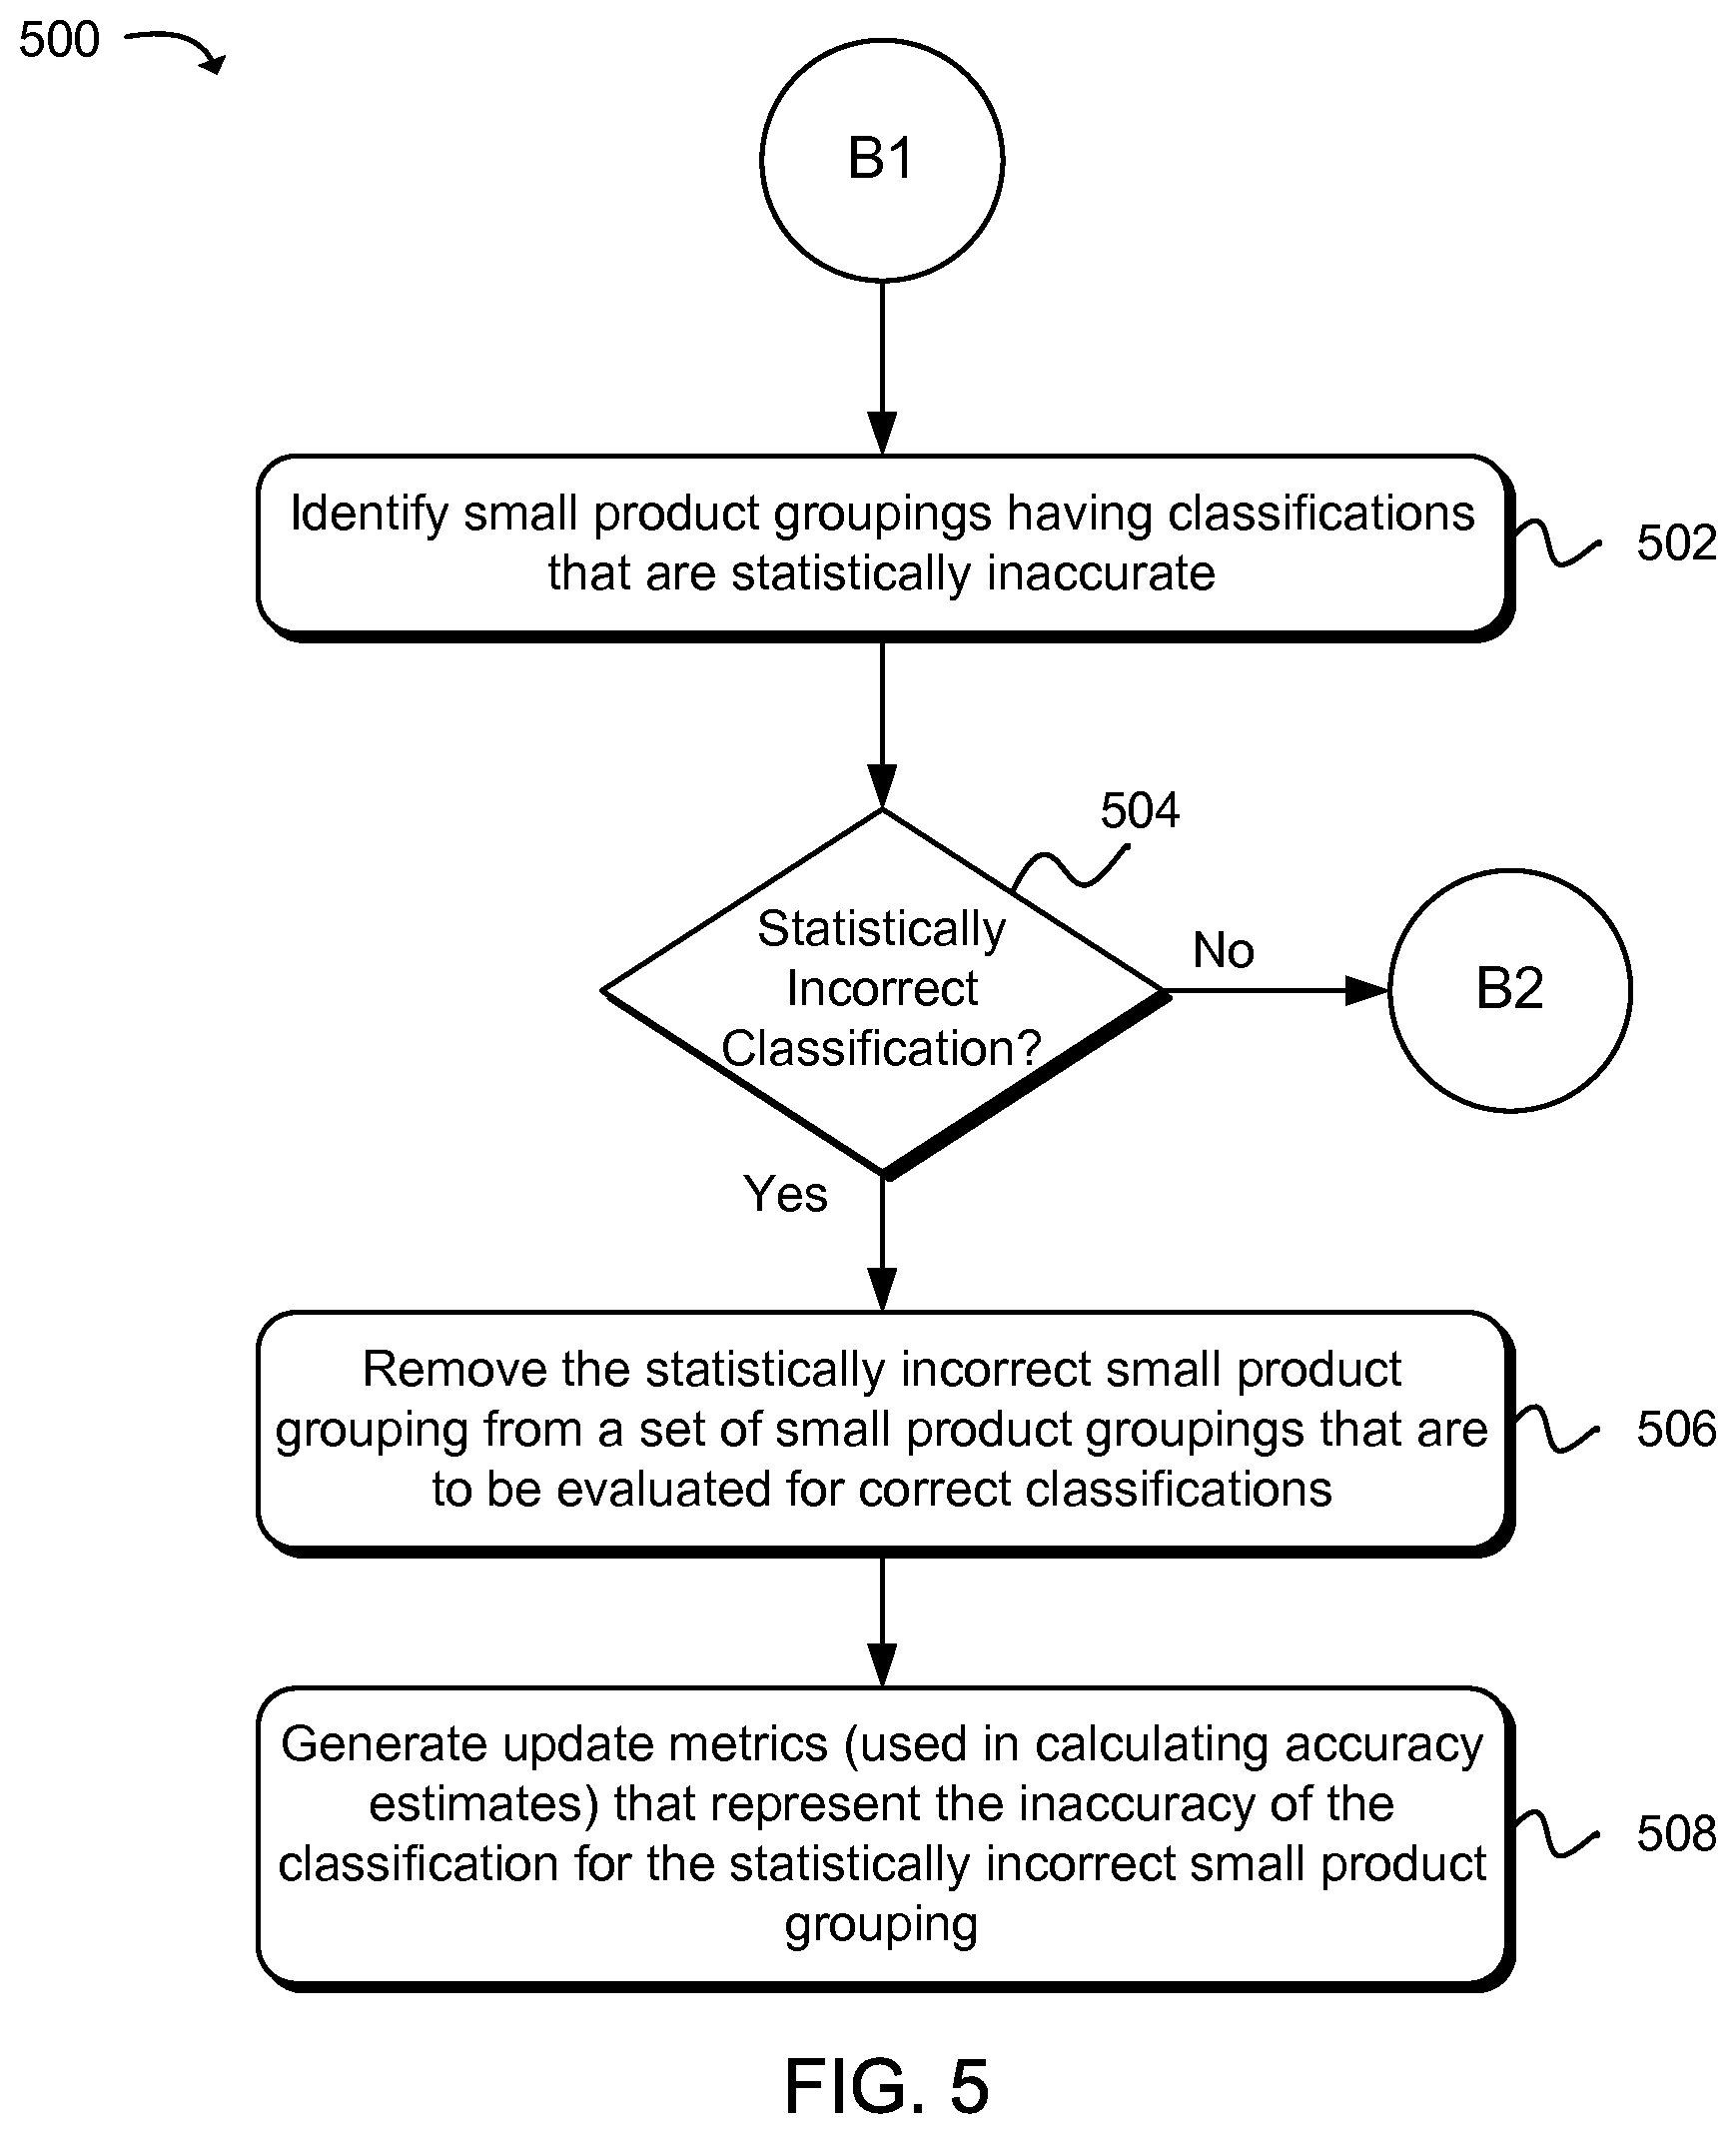 500
B1
Identify small product groupings having classifications
that are statistically inaccurate
502
504
Statistically
Incorrect
Classification?
No
B2
Yes
Remove the statistically incorrect small product
grouping from a set of small product groupings that are
to be evaluated for correct classifications
506
Generate update metrics (used in calculating accuracy
estimates) that represent the inaccuracy of the
classification for the statistically incorrect small product
grouping
508
FIG. 5